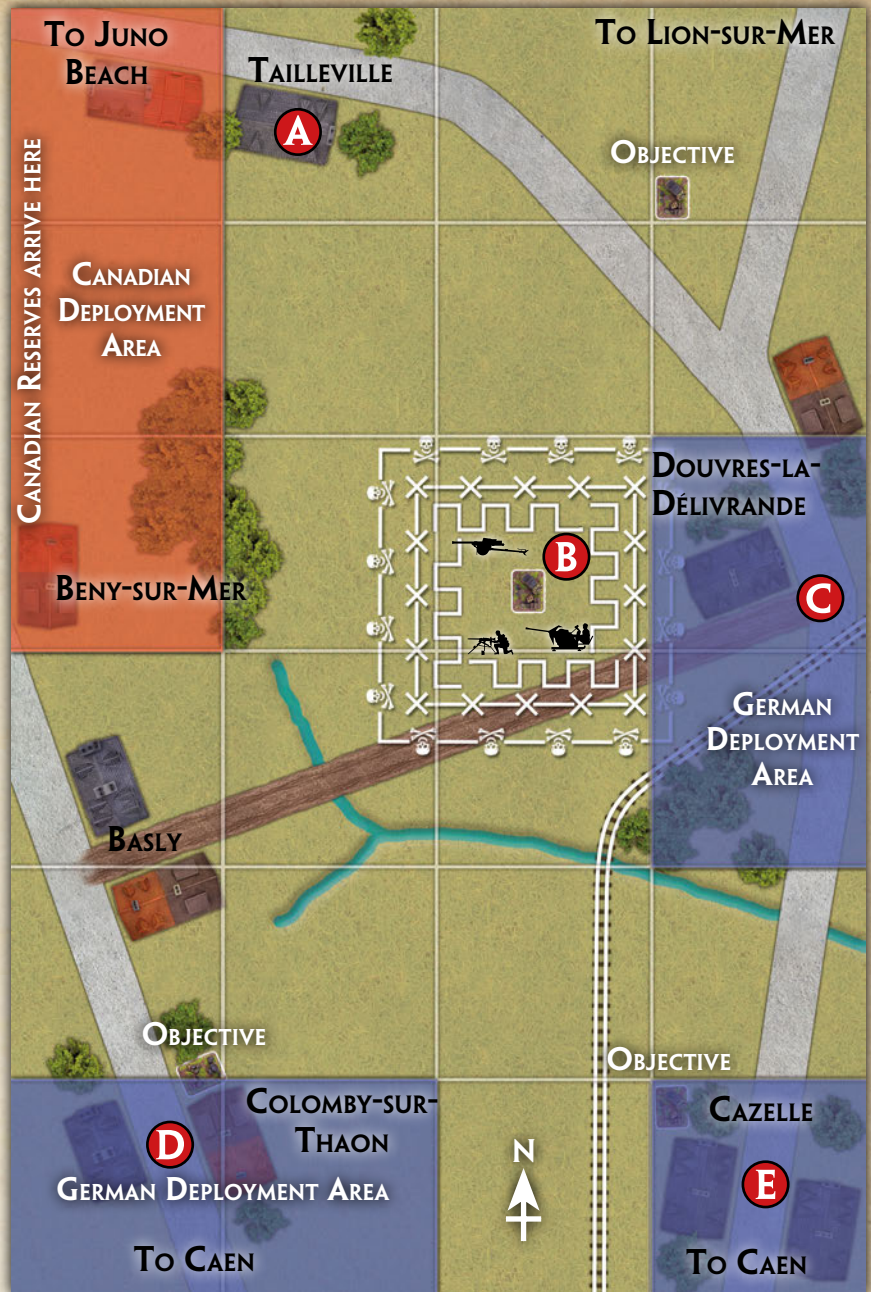 To Juno
Beach
To Lion-sur-Mer
Tailleville
A
Objective
Canadian Reserves arrive here
Canadian
Deployment
Area
Douvres-la-
Délivrande
B
C
Beny-sur-Mer
German
Deployment
Area
Basly
Objective
Objective
Colomby-sur-
Thaon
Cazelle
D
N
E
German Deployment Area
To Caen
To Caen